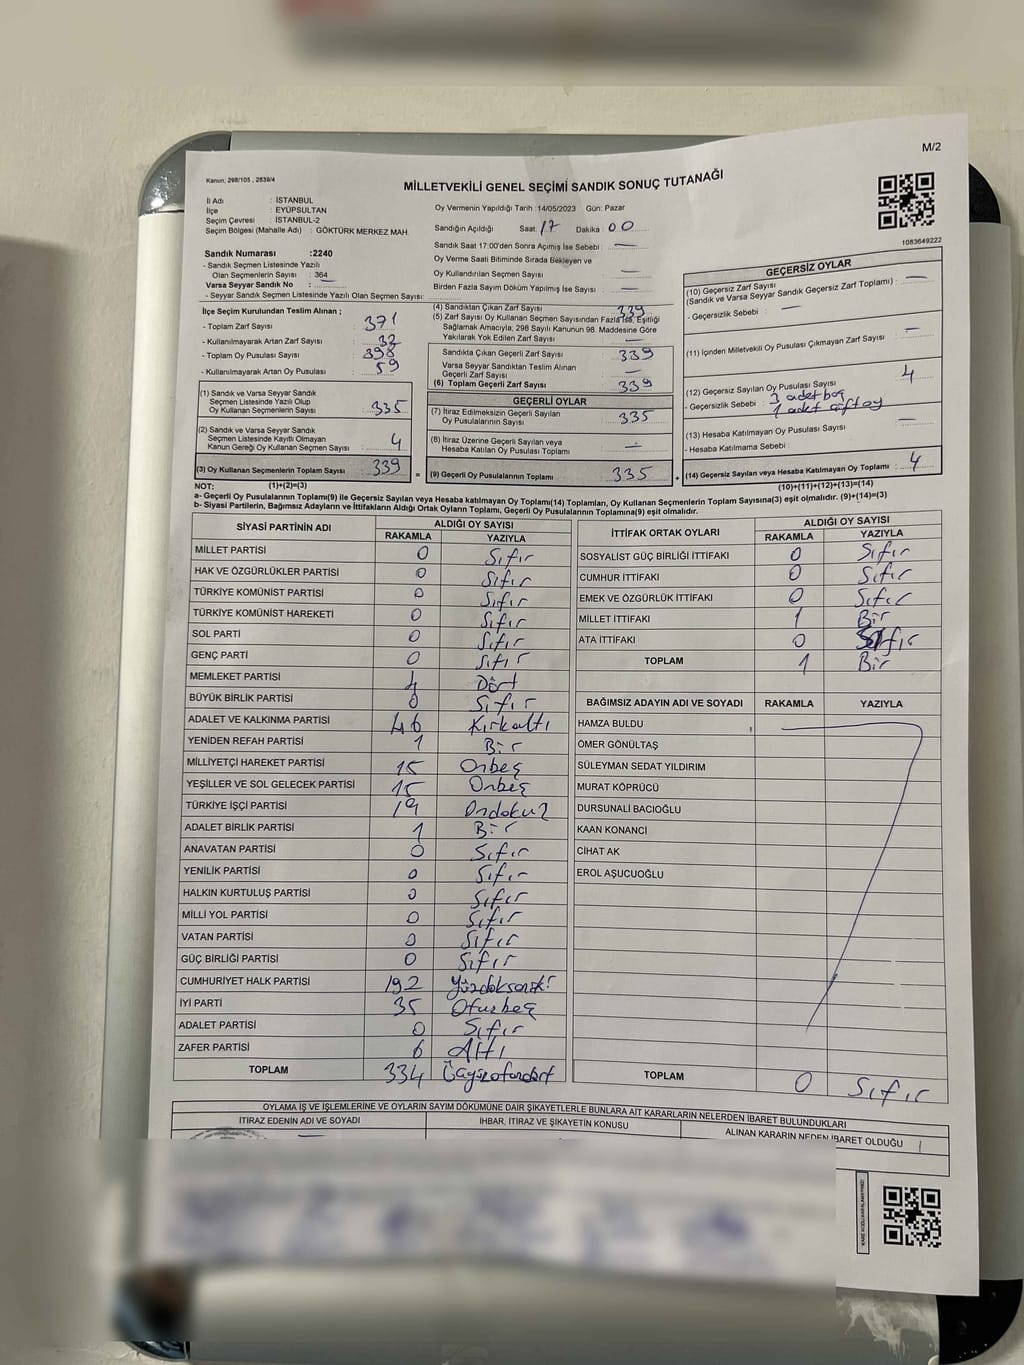 M/2
Kanun; 298/105 , 2839/4
MİLLETVEKİLİ GENEL SEÇİMİ SANDIK SONUÇ TUTANAĞI
İl Adı : İSTANBUL
İlçe : EYÜPSULTAN
Seçim Çevresi : İSTANBUL-2
Seçim Bölgesi (Mahalle Adı) : GÖKTÜRK MERKEZ MAH.
Sandık Numarası :2240
- Sandık Seçmen Listesinde Yazılı
Olan Seçmenlerin Sayısı : 364
Varsa Seyyar Sandık No : —
- Seyyar Sandık Seçmen Listesinde Yazılı Olan Seçmen Sayısı:
Oy Vermenin Yapıldığı Tarih :14/05/2023 Gün: Pazar
Sandığın Açıldığı Saat 17 Dakika 00
Sandık Saat 17:00'den Sonra Açımış İse Sebebi : —
Oy Verme Saati Bitiminde Sırada Bekleyen ve
Oy Kullandırılan Seçmen Sayısı : —
Birden Fazla Sayım Döküm Yapılmış İse Sayısı : —
1083649222
İlçe Seçim Kurulundan Teslim Alınan ;
- Toplam Zarf Sayısı : 371
- Kullanılmayarak Artan Zarf Sayısı : 32
- Toplam Oy Pusulası Sayısı : 398
- Kullanılmayarak Artan Oy Pusulası : 59
(1) Sandık ve Varsa Seyyar Sandık
Seçmen Listesinde Yazılı Olup
Oy Kullanan Seçmenlerin Sayısı : 335
(2) Sandık ve Varsa Seyyar Sandık
Seçmen Listesinde Kayıtlı Olmayan
Kanun Gereği Oy Kullanan Seçmen Sayısı : 4
(3) Oy Kullanan Seçmenlerin Toplam Sayısı : 339
(4) Sandıktan Çıkan Zarf Sayısı : 339
(5) Zarf Sayısı Oy Kullanan Seçmen Sayısından Fazla İse, Eşitliği
Sağlamak Amacıyla; 298 Sayılı Kanunun 98. Maddesine Göre
Yakılarak Yok Edilen Zarf Sayısı : —
Sandıkta Çıkan Geçerli Zarf Sayısı : 339
Varsa Seyyar Sandıktan Teslim Alınan
Geçerli Zarf Sayısı : —
(6) Toplam Geçerli Zarf Sayısı : 339
GEÇERLİ OYLAR
(7) İtiraz Edilmeksizin Geçerli Sayılan
Oy Pusulalarının Sayısı : 335
(8) İtiraz Üzerine Geçerli Sayılan veya
Hesaba Katılan Oy Pusulası Toplamı : —
= (9) Geçerli Oy Pusulalarının Toplamı : 335
GEÇERSİZ OYLAR
(10) Geçersiz Zarf Sayısı : —
(Sandık ve Varsa Seyyar Sandık Geçersiz Zarf Toplamı)
- Geçersizlik Sebebi : —
(11) İçinden Milletvekili Oy Pusulası Çıkmayan Zarf Sayısı : —
(12) Geçersiz Sayılan Oy Pusulası Sayısı : 4
- Geçersizlik Sebebi : 3 adet boş
1 adet çift oy
(13) Hesaba Katılmayan Oy Pusulası Sayısı : —
- Hesaba Katılmama Sebebi :
+ (14) Geçersiz Sayılan veya Hesaba Katılmayan Oy Toplamı : 4
NOT: (1)+(2)=(3) (10)+(11)+(12)+(13)=(14)
a- Geçerli Oy Pusulalarının Toplamı(9) ile Geçersiz Sayılan veya Hesaba katılmayan Oy Toplamı(14) Toplamları, Oy Kullanan Seçmenlerin Toplam Sayısına(3) eşit olmalıdır. (9)+(14)=(3)
b- Siyasi Partilerin, Bağımsız Adayların ve İttifakların Aldığı Ortak Oyların Toplamı, Geçerli Oy Pusulalarının Toplamına(9) eşit olmalıdır.
SİYASİ PARTİNİN ADI ALDIĞI OY SAYISI
RAKAMLA YAZIYLA
MİLLET PARTİSİ 0 Sıfır
HAK VE ÖZGÜRLÜKLER PARTİSİ 0 Sıfır
TÜRKİYE KOMÜNİST PARTİSİ 0 Sıfır
TÜRKİYE KOMÜNİST HAREKETİ 0 Sıfır
SOL PARTİ 0 Sıfır
GENÇ PARTİ 0 Sıfır
MEMLEKET PARTİSİ 4 Dört
BÜYÜK BİRLİK PARTİSİ 0 Sıfır
ADALET VE KALKINMA PARTİSİ 46 Kırkaltı
YENİDEN REFAH PARTİSİ 1 Bir
MİLLİYETÇİ HAREKET PARTİSİ 15 Onbeş
YEŞİLLER VE SOL GELECEK PARTİSİ 15 Onbeş
TÜRKİYE İŞÇİ PARTİSİ 19 Ondokuz
ADALET BİRLİK PARTİSİ 1 Bir
ANAVATAN PARTİSİ 0 Sıfır
YENİLİK PARTİSİ 0 Sıfır
HALKIN KURTULUŞ PARTİSİ 0 Sıfır
MİLLİ YOL PARTİSİ 0 Sıfır
VATAN PARTİSİ 0 Sıfır
GÜÇ BİRLİĞİ PARTİSİ 0 Sıfır
CUMHURİYET HALK PARTİSİ 192 Yüzdoksaniki
İYİ PARTİ 35 Otuzbeş
ADALET PARTİSİ 0 Sıfır
ZAFER PARTİSİ 6 Altı
TOPLAM 334 Üçyüzotuzdört
İTTİFAK ORTAK OYLARI ALDIĞI OY SAYISI
RAKAMLA YAZIYLA
SOSYALİST GÜÇ BİRLİĞİ İTTİFAKI 0 Sıfır
CUMHUR İTTİFAKI 0 Sıfır
EMEK VE ÖZGÜRLÜK İTTİFAKI 0 Sıfır
MİLLET İTTİFAKI 1 Bir
ATA İTTİFAKI 0 Sıfır
TOPLAM 1 Bir
BAĞIMSIZ ADAYIN ADI VE SOYADI RAKAMLA YAZIYLA
HAMZA BULDU
ÖMER GÖNÜLTAŞ
SÜLEYMAN SEDAT YILDIRIM
MURAT KÖPRÜCÜ
DURSUNALİ BACIOĞLU
KAAN KONANCİ
CİHAT AK
EROL AŞUCUOĞLU
TOPLAM 0 Sıfır
OYLAMA İŞ VE İŞLEMLERİNE VE OYLARIN SAYIM DÖKÜMÜNE DAİR ŞİKAYETLERLE BUNLARA AİT KARARLARIN NELERDEN İBARET BULUNDUKLARI
İTİRAZ EDENİN ADI VE SOYADI İHBAR, İTİRAZ VE ŞİKAYETİN KONUSU ALINAN KARARIN NEDEN İBARET OLDUĞU